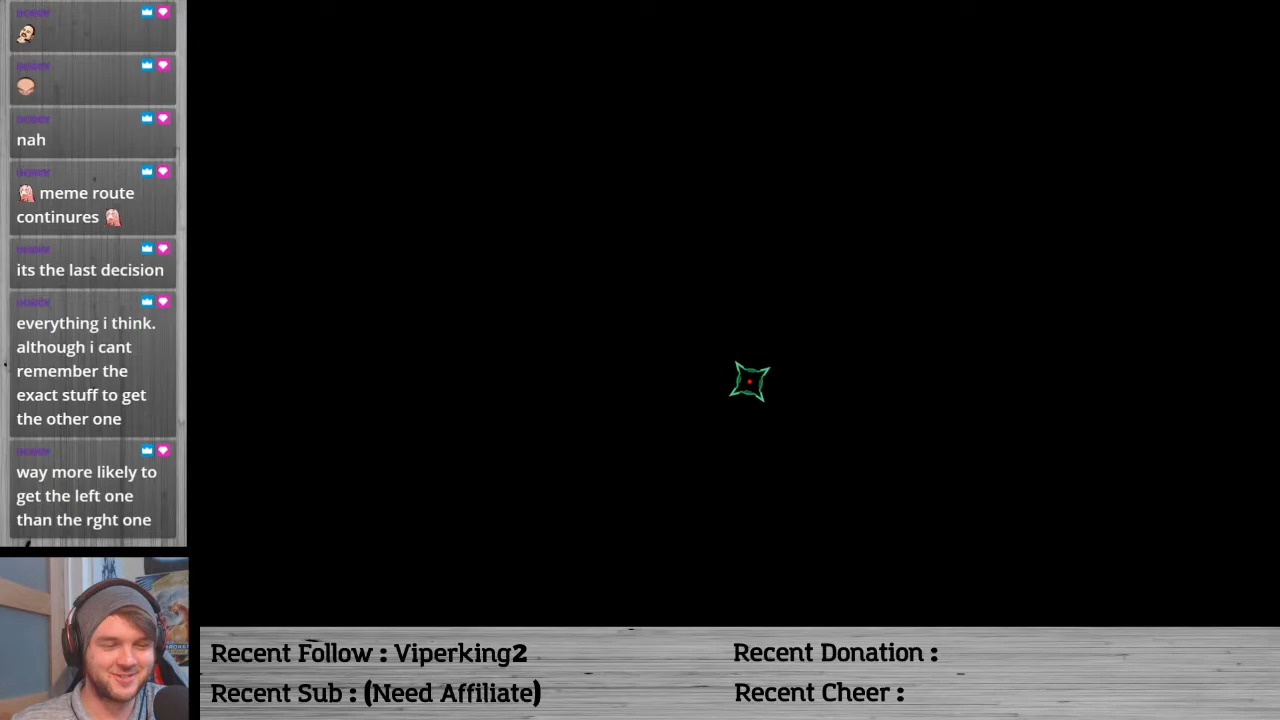 nah
meme route
continures
its the last decision
everything i think.
although i cant
remember the
exact stuff to get
the other one
way more likely to
get the left one
than the rght one
Recent Follow : Viperking2
Recent Donation :
Recent Sub : (Need Affiliate)
Recent Cheer :